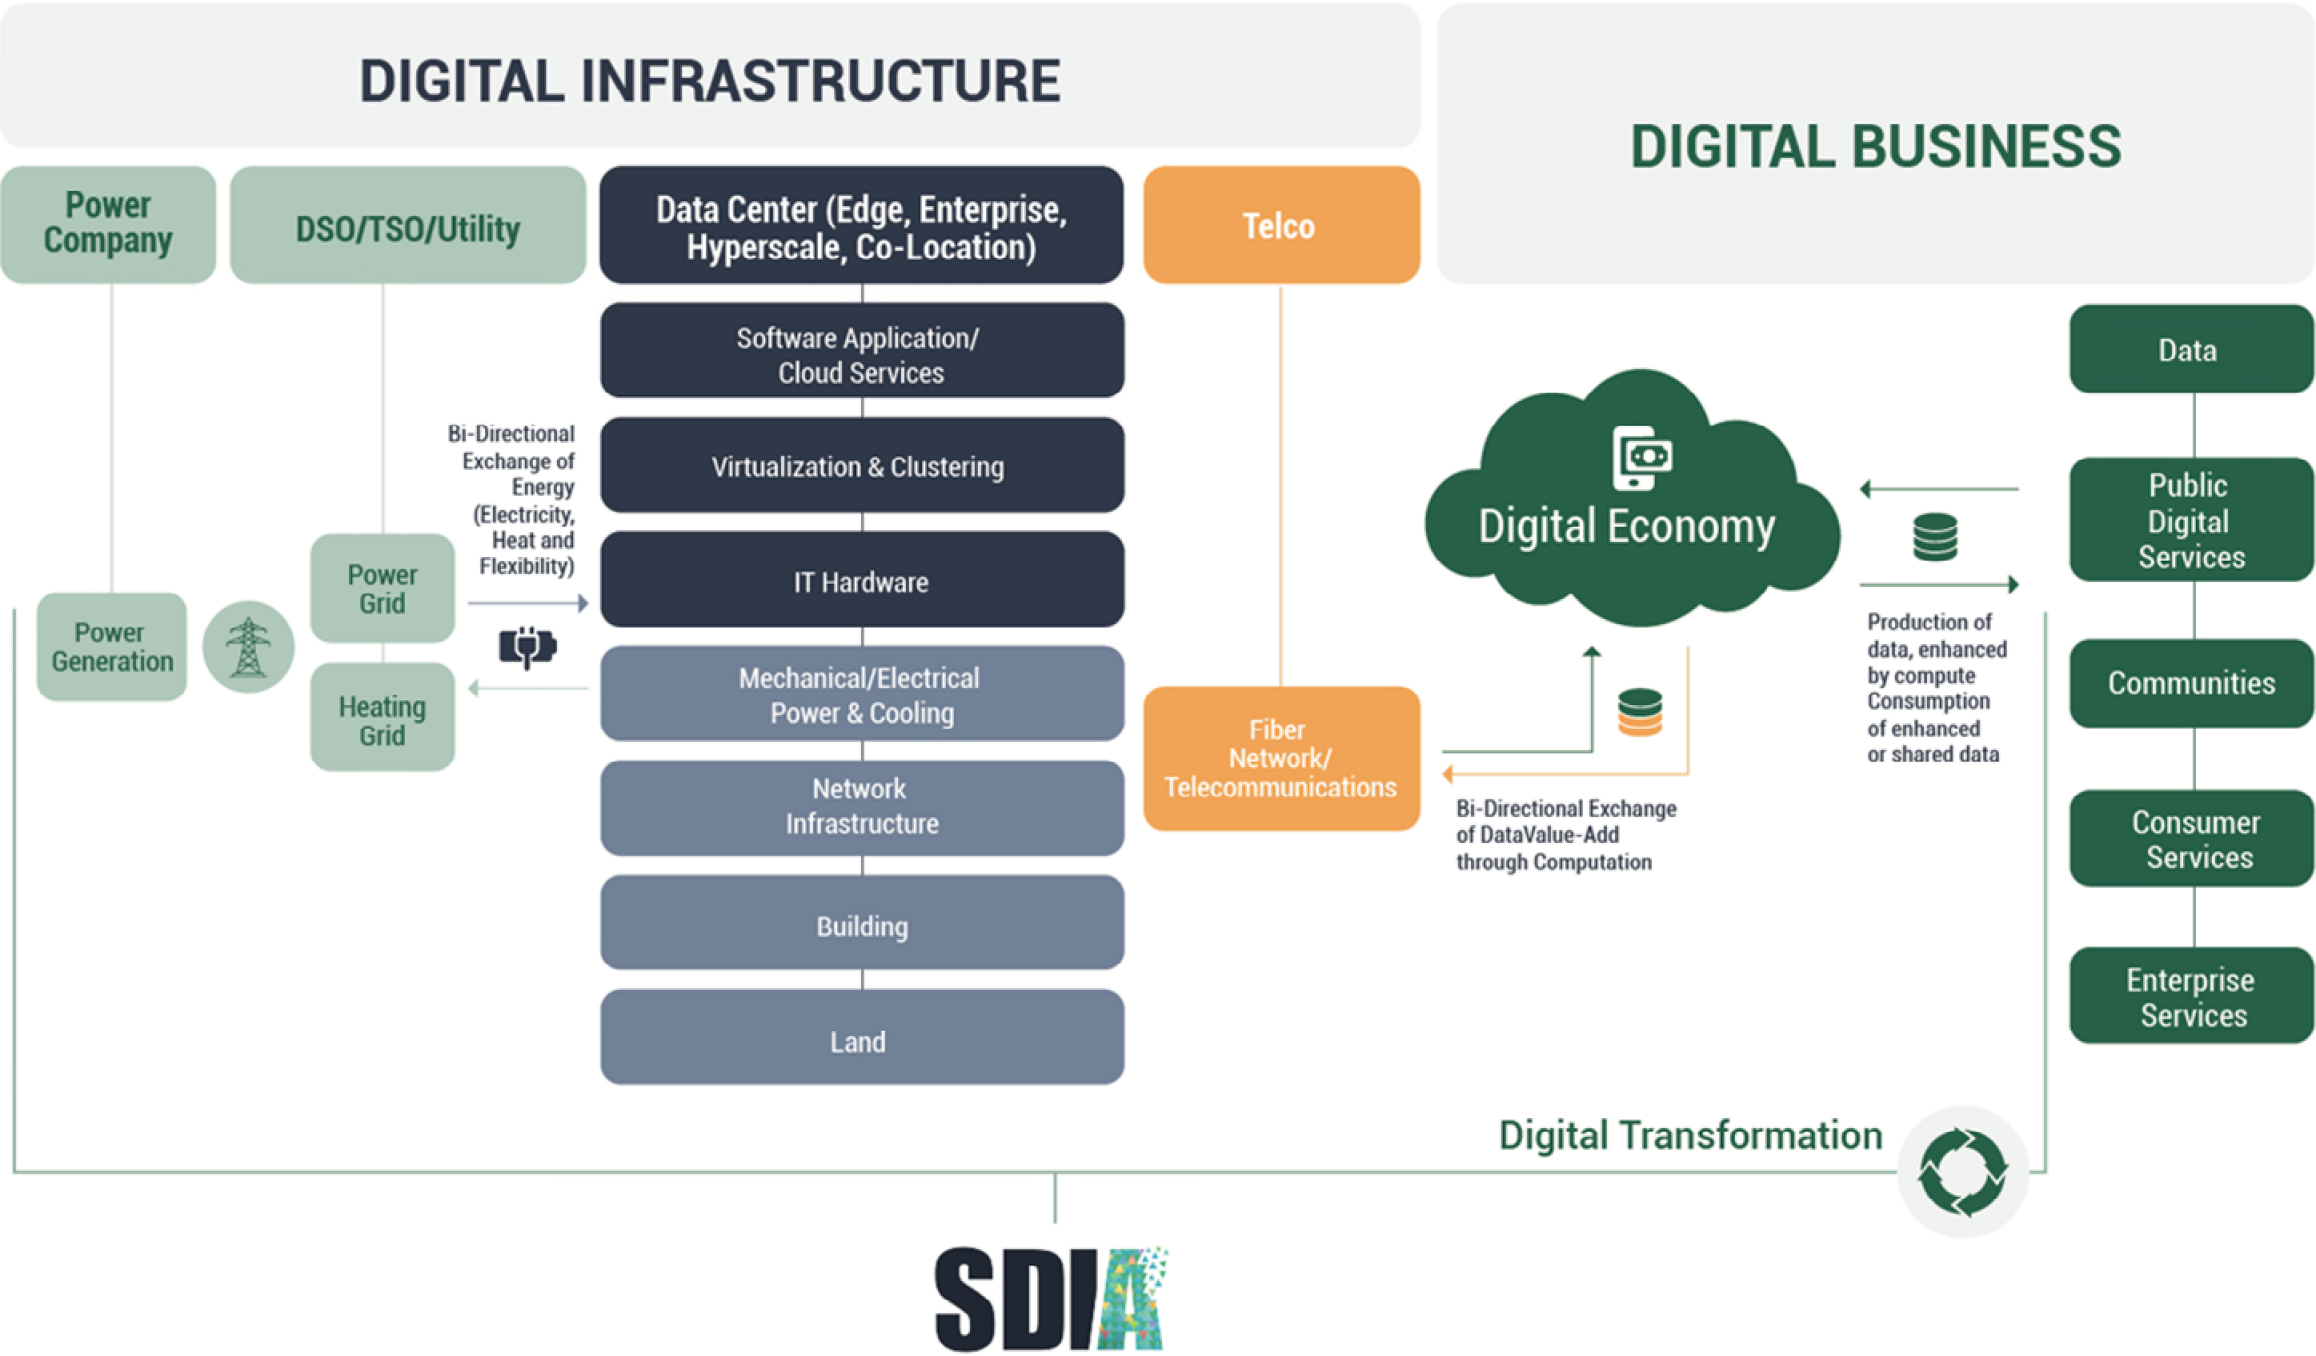 DIGITAL INFRASTRUCTURE
DIGITAL BUSINESS
Power
Company
DSO/TSO/Utility
Data Center (Edge, Enterprise,
Hyperscale, Co-Location)
Telco
Power
Generation
Power
Grid
Heating
Grid
Bi-Directional
Exchange of
Energy
(Electricity,
Heat and
Flexibility)
Software Application/
Cloud Services
Virtualization & Clustering
IT Hardware
Mechanical/Electrical
Power & Cooling
Network
Infrastructure
Building
Land
Fiber
Network/
Telecommunications
Digital Economy
Bi-Directional Exchange
of DataValue-Add
through Computation
Production of
data, enhanced
by compute
Consumption
of enhanced
or shared data
Data
Public
Digital
Services
Communities
Consumer
Services
Enterprise
Services
Digital Transformation
SDIA